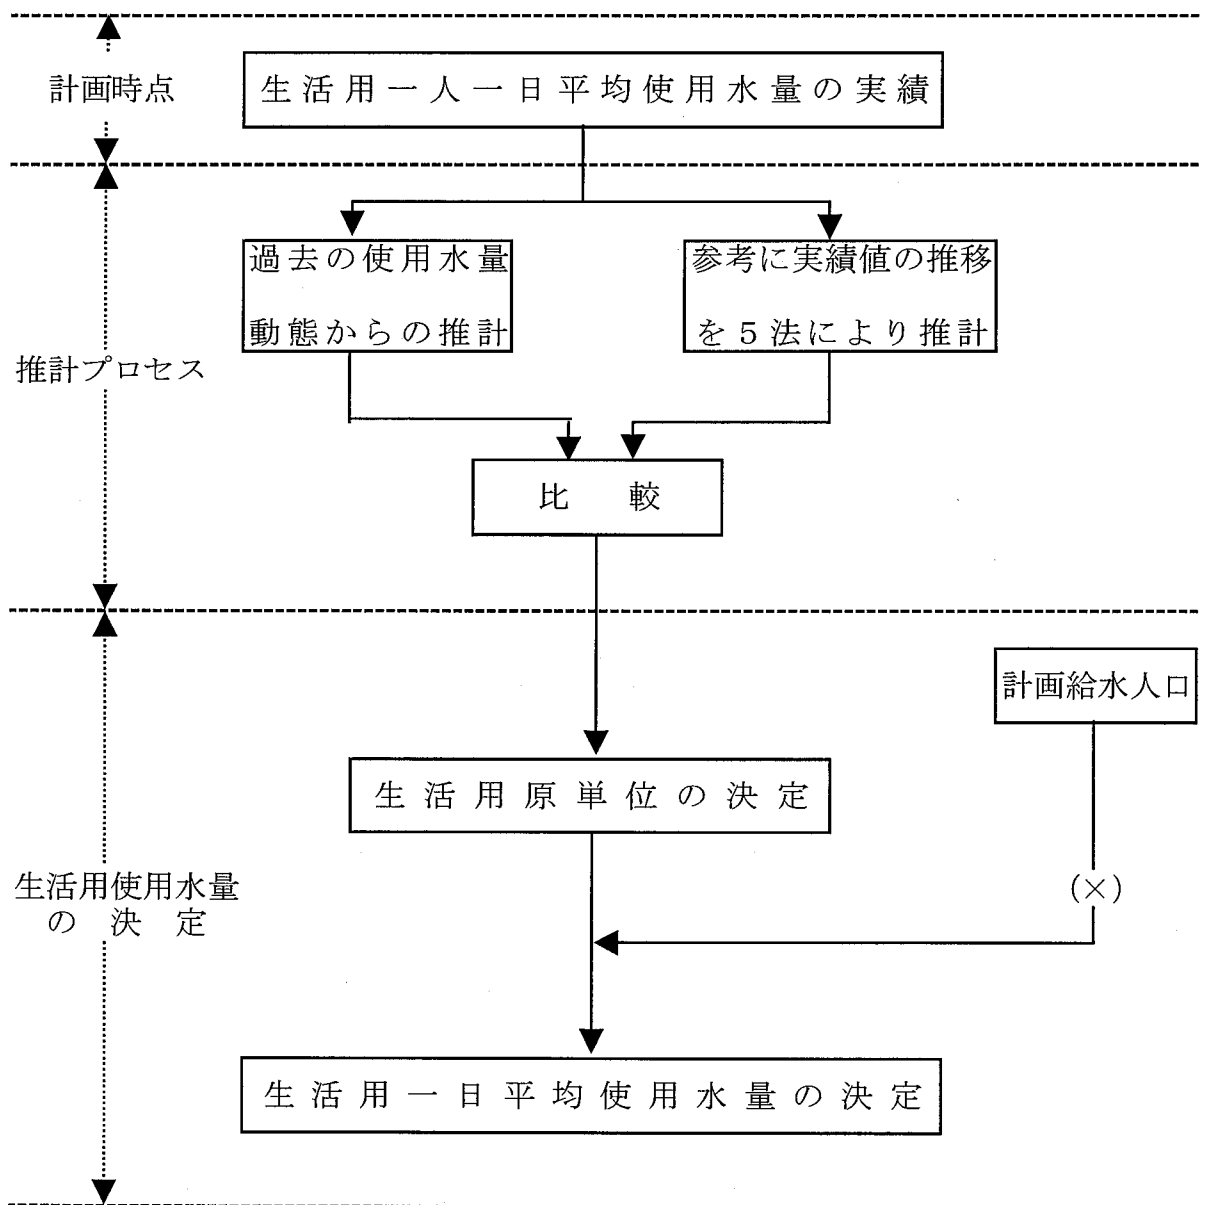 計画時点
生活用一人一日平均使用水量の実績
過去の使用水量
動態からの推計
参考に実績値の推移
を５法により推計
推計プロセス
比　較
計画給水人口
生活用原単位の決定
(×)
生活用使用水量
の決定
生活用一日平均使用水量の決定